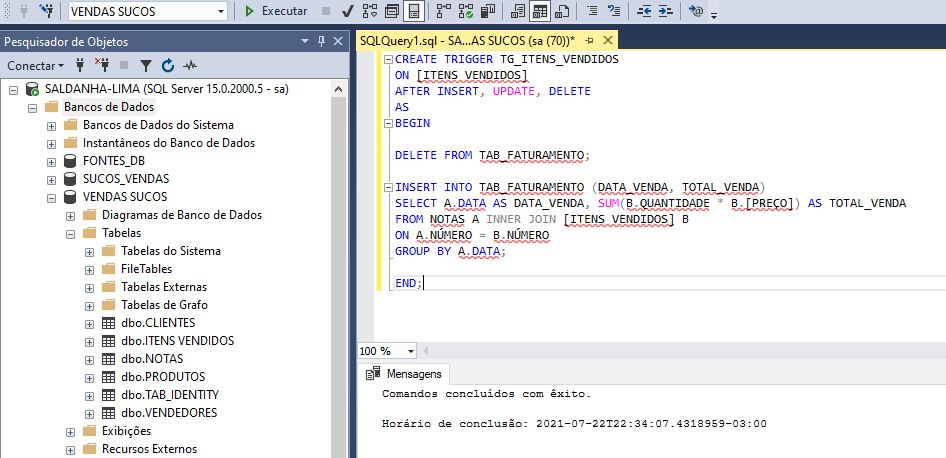 VENDAS SUCOS
Executar
Pesquisador de Objetos
Conectar
SALDANHA-LIMA (SQL Server 15.0.2000.5 - sa)
Bancos de Dados
Bancos de Dados do Sistema
Instantâneos do Banco de Dados
FONTES_DB
SUCOS_VENDAS
VENDAS SUCOS
Diagramas de Banco de Dados
Tabelas
Tabelas do Sistema
FileTables
Tabelas Externas
Tabelas de Grafo
dbo.CLIENTES
dbo.ITENS VENDIDOS
dbo.NOTAS
dbo.PRODUTOS
dbo.TAB_IDENTITY
dbo.VENDEDORES
Exibições
Recursos Externos
SQLQuery1.sql - SA...AS SUCOS (sa (70))*
CREATE TRIGGER TG_ITENS_VENDIDOS
ON [ITENS VENDIDOS]
AFTER INSERT, UPDATE, DELETE
AS
BEGIN
DELETE FROM TAB_FATURAMENTO;
INSERT INTO TAB_FATURAMENTO (DATA_VENDA, TOTAL_VENDA)
SELECT A.DATA AS DATA_VENDA, SUM(B.QUANTIDADE * B.[PREÇO]) AS TOTAL_VENDA
FROM NOTAS A INNER JOIN [ITENS VENDIDOS] B
ON A.NÚMERO = B.NÚMERO
GROUP BY A.DATA;
END;
100 %
Mensagens
Comandos concluídos com êxito.
Horário de conclusão: 2021-07-22T22:34:07.4318959-03:00